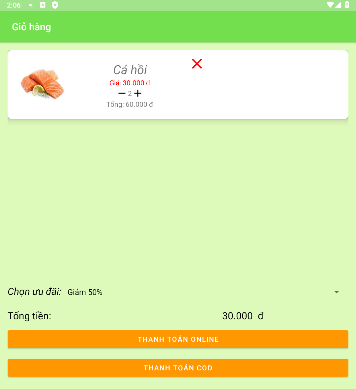 2:06
Giỏ hàng
Cá hồi
Giá: 30.000 đ
2
Tổng: 60.000 đ
Chọn ưu đãi: Giảm 50%
Tổng tiền: 30.000 đ
THANH TOÁN ONLINE
THANH TOÁN COD